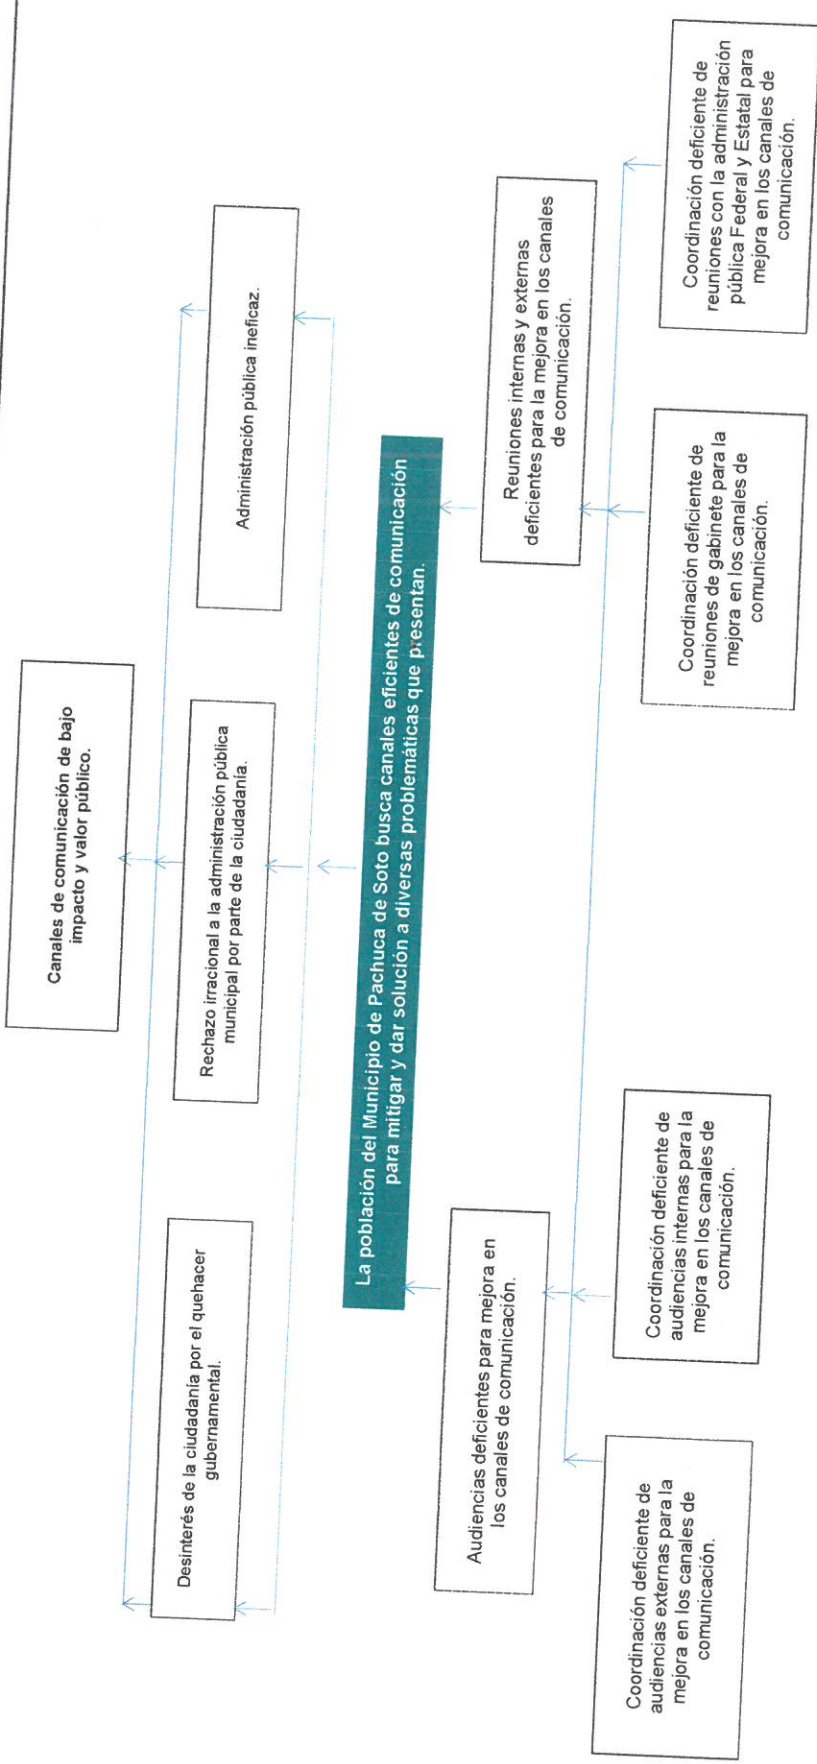 Canales de comunicación de bajo
impacto y valor público.
Desinterés de la ciudadanía por el quehacer
gubernamental.
Rechazo irracional a la administración pública
municipal por parte de la ciudadanía.
Administración pública ineficaz.
La población del Municipio de Pachuca de Soto busca canales eficientes de comunicación
para mitigar y dar solución a diversas problemáticas que presentan.
Audiencias deficientes para mejora en
los canales de comunicación.
Reuniones internas y externas
deficientes para la mejora en los canales
de comunicación.
Coordinación deficiente de
audiencias externas para la
mejora en los canales de
comunicación.
Coordinación deficiente de
audiencias internas para la
mejora en los canales de
comunicación.
Coordinación deficiente de
reuniones de gabinete para la
mejora en los canales de
comunicación.
Coordinación deficiente de
reuniones con la administración
pública Federal y Estatal para
mejora en los canales de
comunicación.